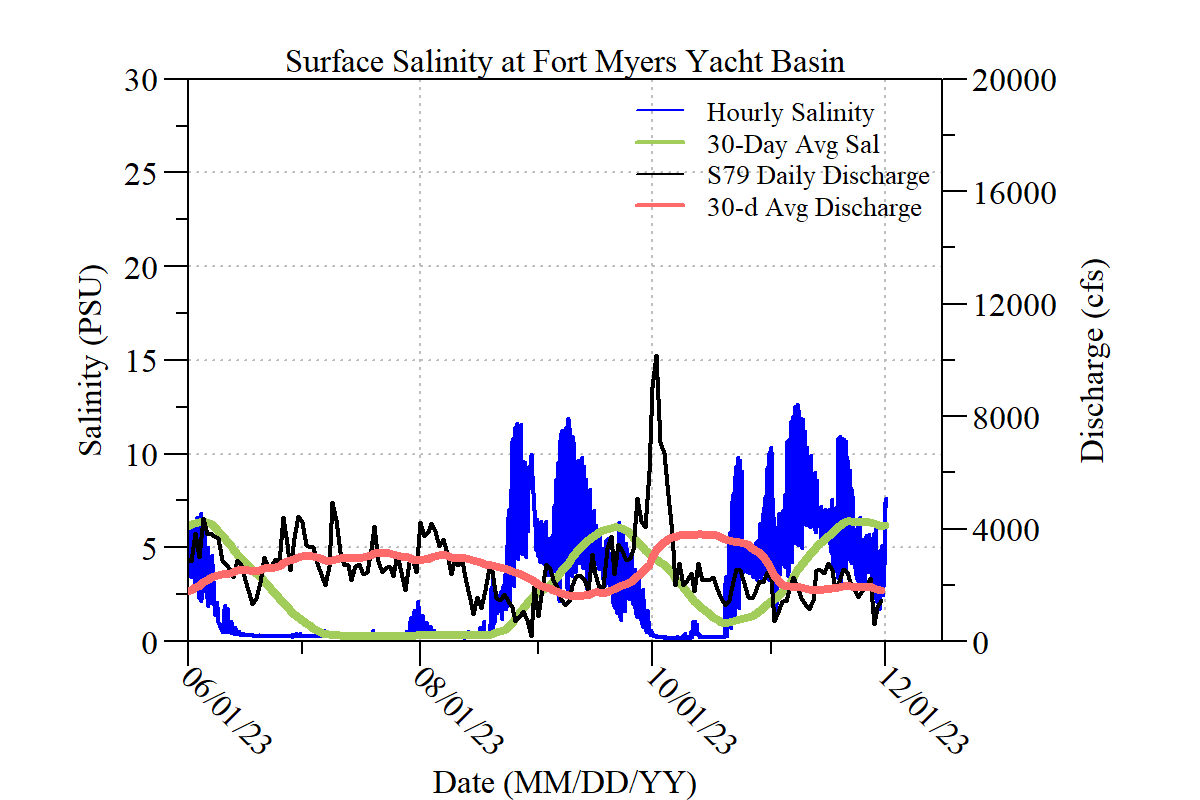 Surface Salinity at Fort Myers Yacht Basin
30
25
20
15
10
5
0
Salinity (PSU)
Hourly Salinity
30-Day Avg Sal
S79 Daily Discharge
30-d Avg Discharge
20000
16000
12000
8000
4000
0
Discharge (cfs)
06/01/23
08/01/23
10/01/23
12/01/23
Date (MM/DD/YY)